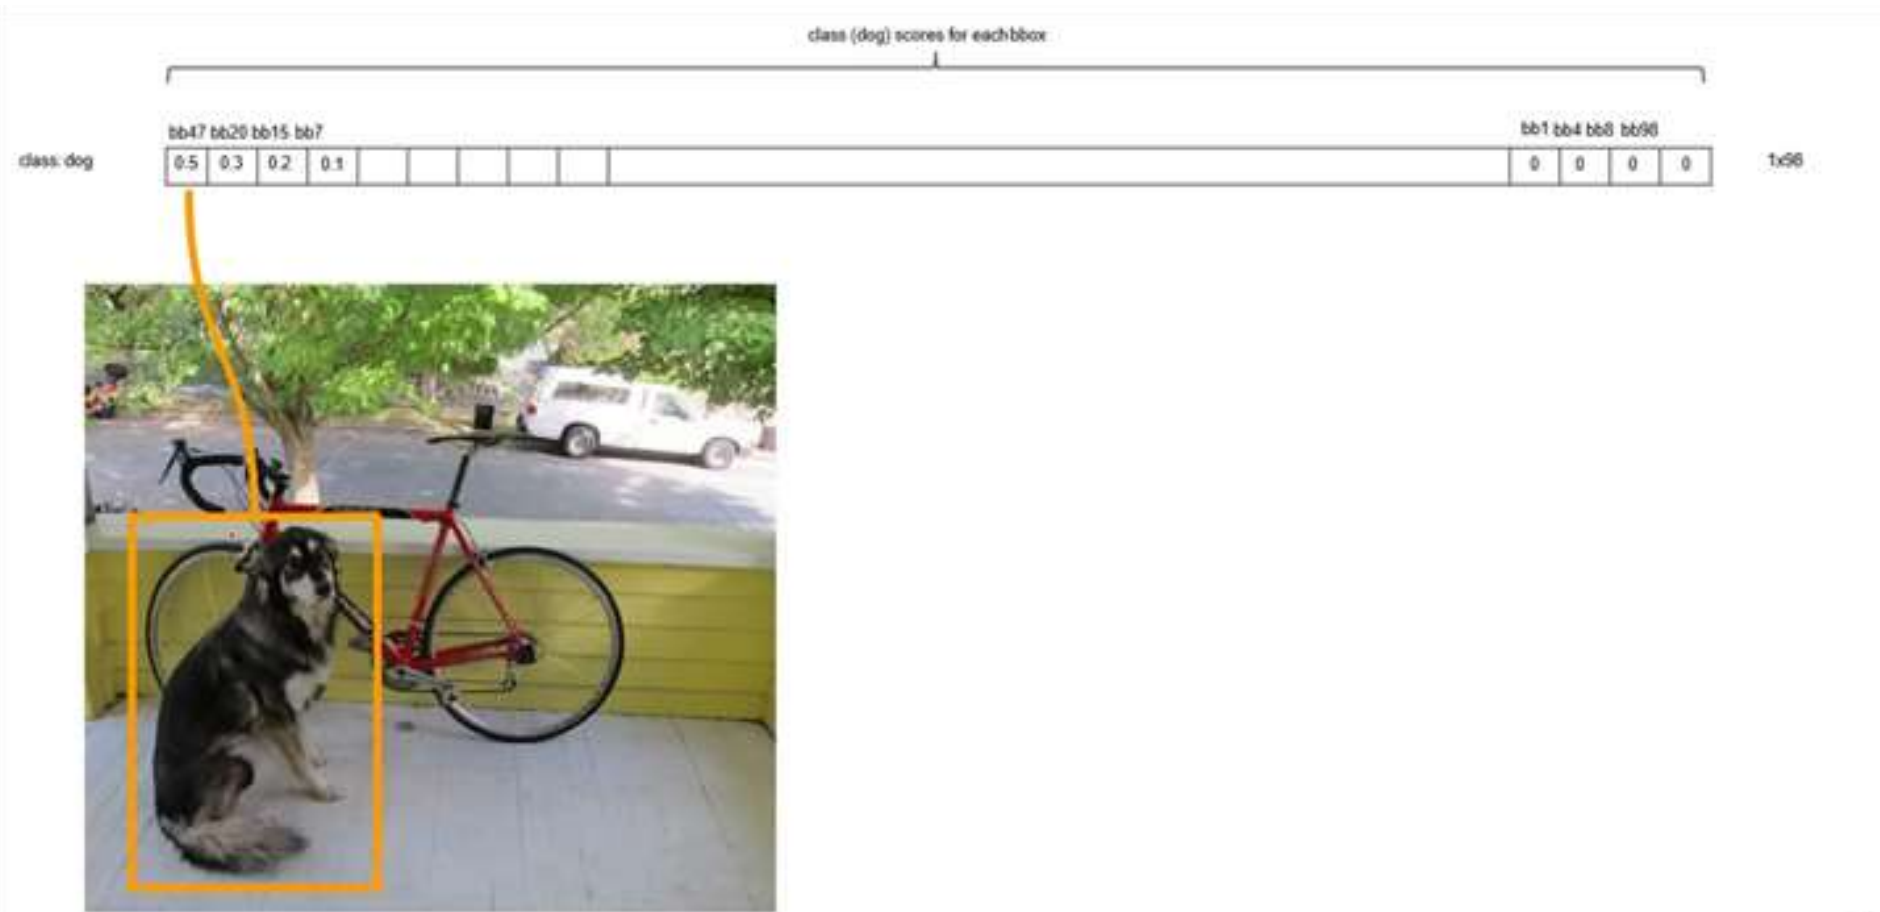 class (dog) scores for each bbox
bb47 bb20 bb15 bb7 bb1 bb4 bb8 bb98
class: dog 0.5 0.3 0.2 0.1 0 0 0 0 1x98